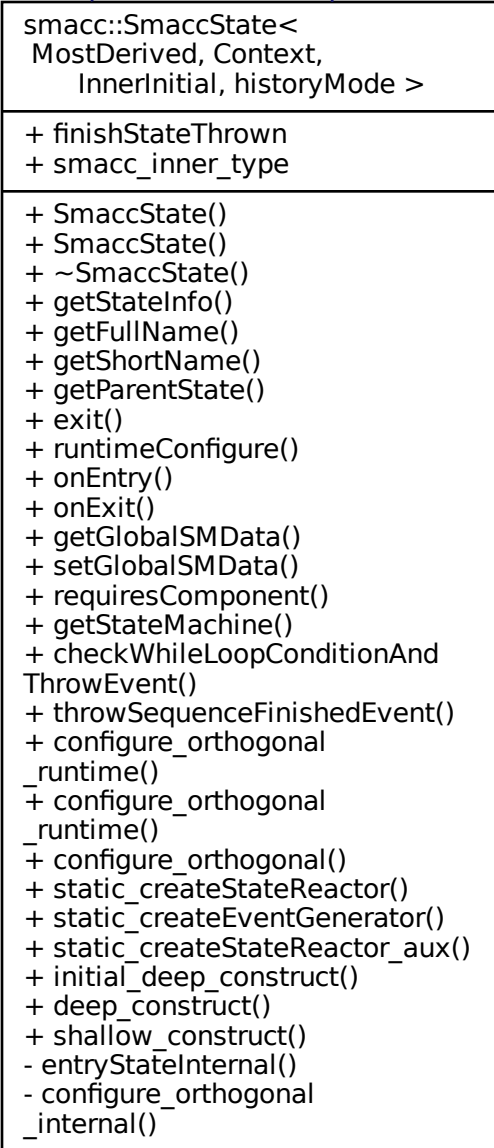 smacc::SmaccState<
MostDerived, Context,
InnerInitial, historyMode >
+ finishStateThrown
+ smacc_inner_type
+ SmaccState()
+ SmaccState()
+ ~SmaccState()
+ getStateInfo()
+ getFullName()
+ getShortName()
+ getParentState()
+ exit()
+ runtimeConfigure()
+ onEntry()
+ onExit()
+ getGlobalSMData()
+ setGlobalSMData()
+ requiresComponent()
+ getStateMachine()
+ checkWhileLoopConditionAnd
ThrowEvent()
+ throwSequenceFinishedEvent()
+ configure_orthogonal
_runtime()
+ configure_orthogonal
_runtime()
+ configure_orthogonal()
+ static_createStateReactor()
+ static_createEventGenerator()
+ static_createStateReactor_aux()
+ initial_deep_construct()
+ deep_construct()
+ shallow_construct()
- entryStateInternal()
- configure_orthogonal
_internal()